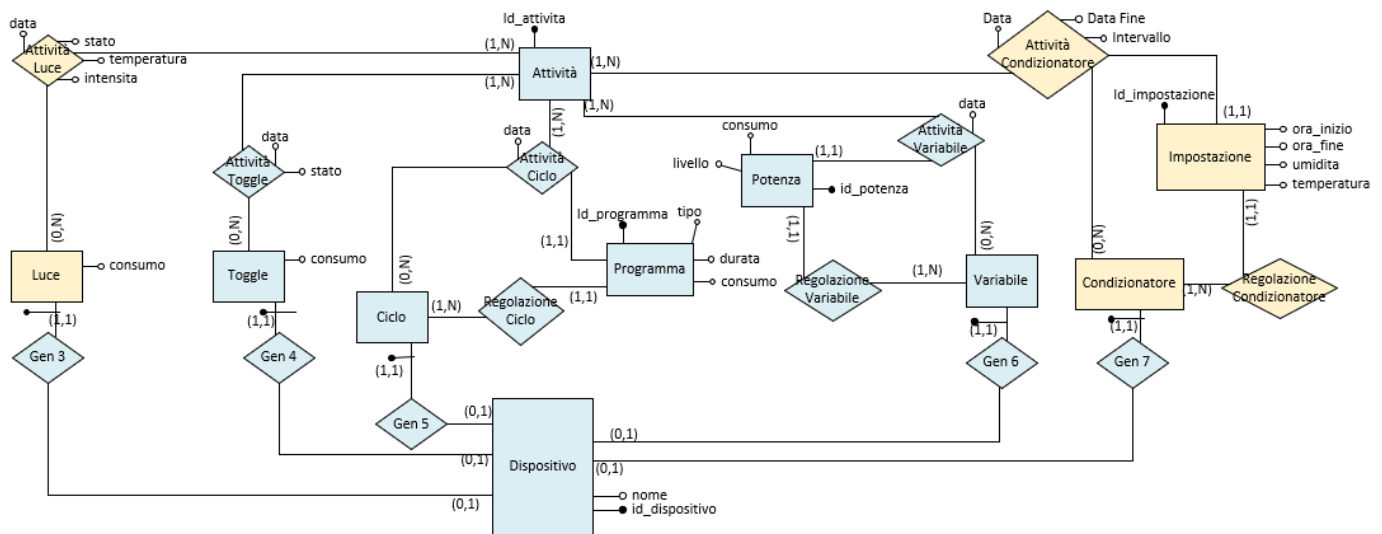 data
stato
Attività
Luce
temperatura
intensita
(1,N)
(1,N)
Id_attivita
Attività
(1,N)
(1,N)
(1,N)
Data
Data Fine
Intervallo
Attività
Condizionatore
Id_impostazione
(1,1)
Impostazione
ora_inizio
ora_fine
umidita
temperatura
(1,1)
data
Attività
Toggle
stato
data
Attività
Ciclo
consumo
livello
Potenza
(1,1)
id_potenza
(1,1)
data
Attività
Variabile
(0,N)
(0,N)
(0,N)
(0,N)
(0,N)
Id_programma
tipo
(1,1)
Programma
durata
consumo
Luce
consumo
Toggle
consumo
Ciclo
(1,N)
Regolazione
Ciclo
(1,1)
Regolazione
Variabile
(1,N)
Variabile
Condizionatore
(1,N)
Regolazione
Condizionatore
(1,1)
(1,1)
(1,1)
(1,1)
(1,1)
Gen 3
Gen 4
Gen 5
Gen 6
Gen 7
(0,1)
(0,1)
(0,1)
(0,1)
(0,1)
Dispositivo
nome
id_dispositivo